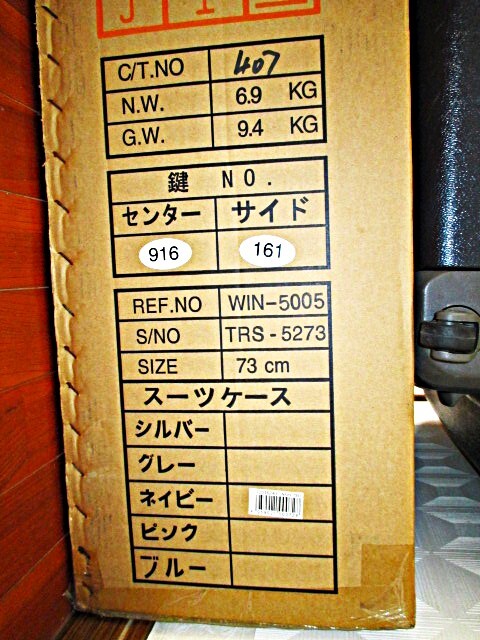 C/T.NO 407
N.W. 6.9 KG
G.W. 9.4 KG
鍵 NO.
センター サイド
916 161
REF.NO WIN-5005
S/NO TRS-5273
SIZE 73 cm
スーツケース
シルバー
グレー
ネイビー
ピンク
ブルー